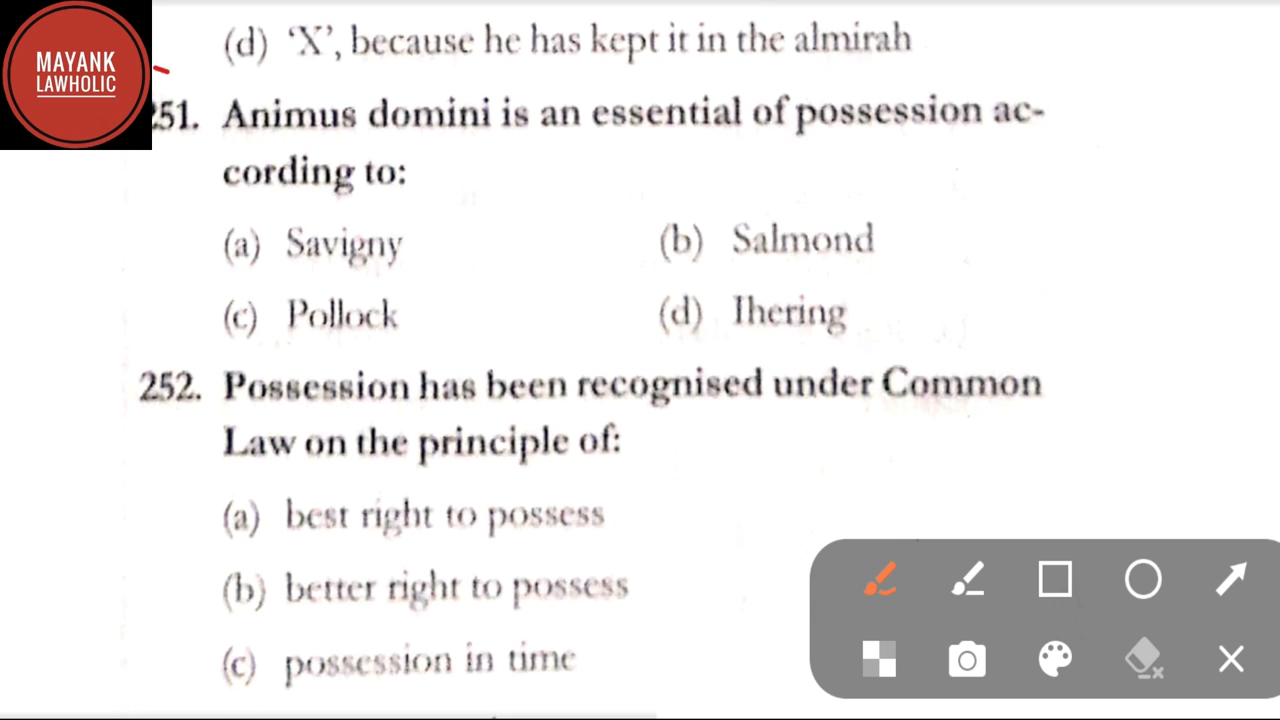 MAYANK
LAWHOLIC
(d) ‘X’, because he has kept it in the almirah
251. Animus domini is an essential of possession ac-
cording to:
(a) Savigny (b) Salmond
(c) Pollock (d) Ihering
252. Possession has been recognised under Common
Law on the principle of:
(a) best right to possess
(b) better right to possess
(c) possession in time